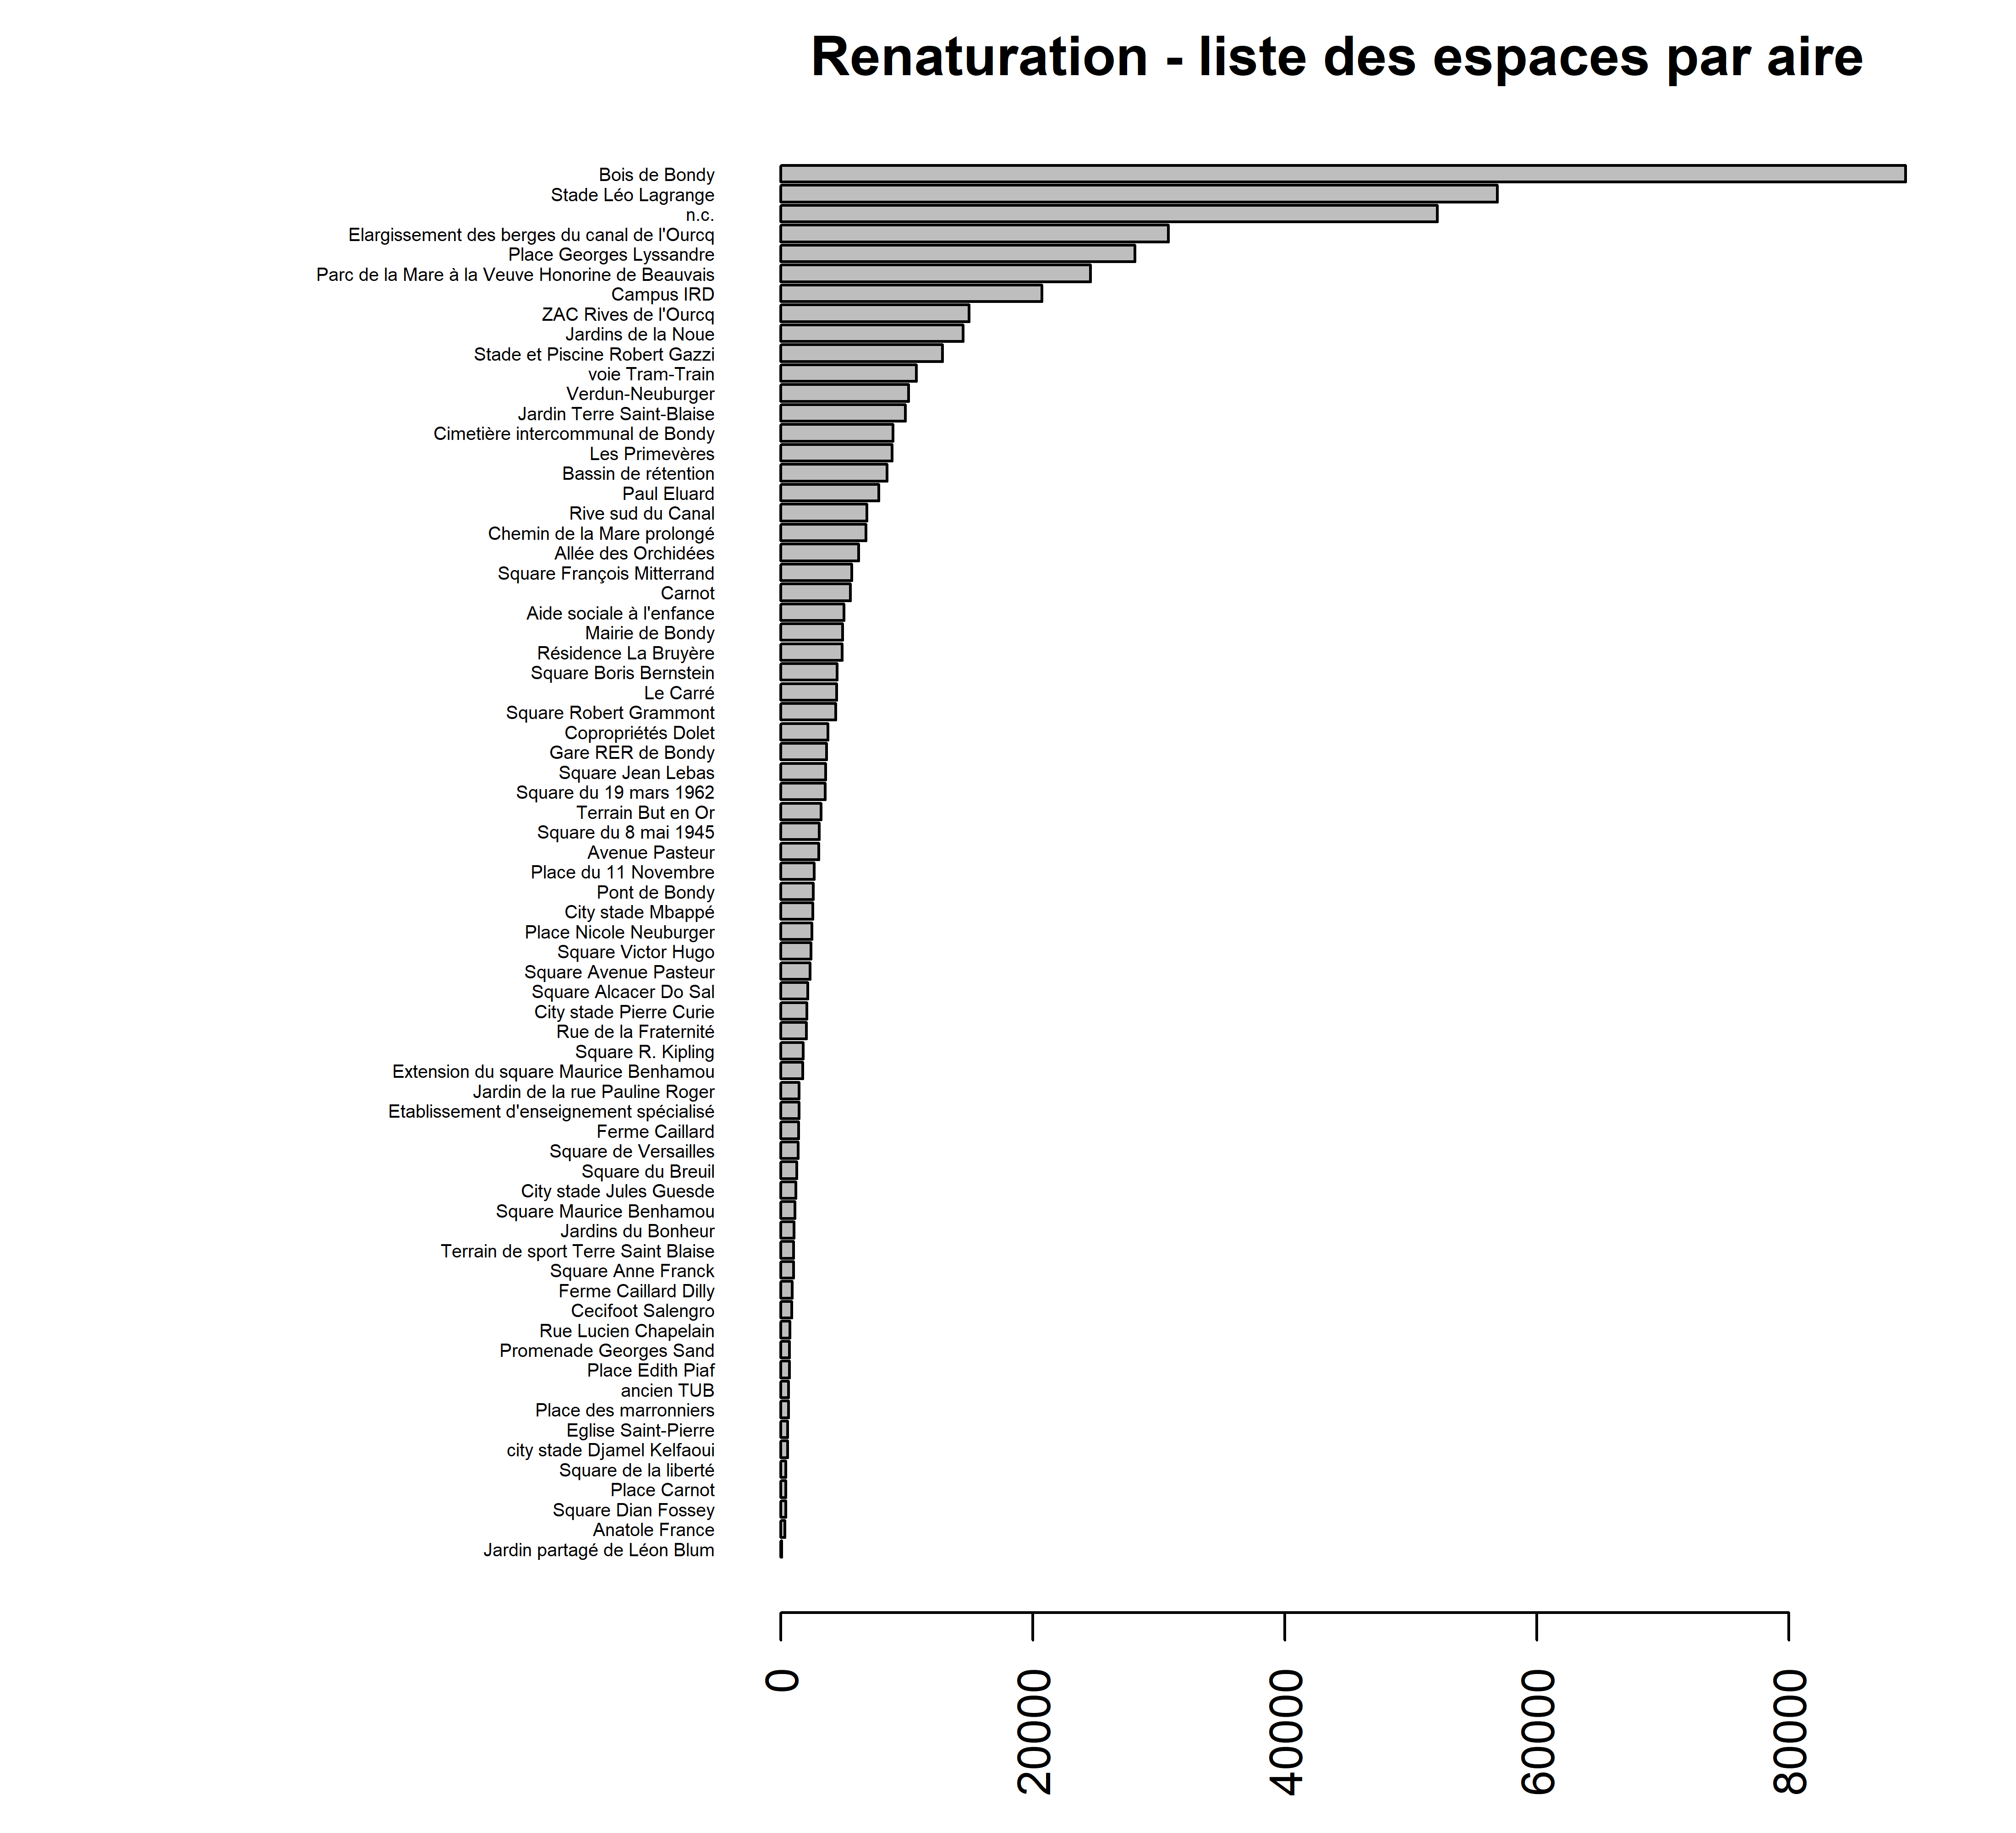 Renaturation - liste des espaces par aire
Bois de Bondy
Stade Léo Lagrange
n.c.
Elargissement des berges du canal de l'Ourcq
Place Georges Lyssandre
Parc de la Mare à la Veuve Honorine de Beauvais
Campus IRD
ZAC Rives de l'Ourcq
Jardins de la Noue
Stade et Piscine Robert Gazzi
voie Tram-Train
Verdun-Neuburger
Jardin Terre Saint-Blaise
Cimetière intercommunal de Bondy
Les Primevères
Bassin de rétention
Paul Eluard
Rive sud du Canal
Chemin de la Mare prolongé
Allée des Orchidées
Square François Mitterrand
Carnot
Aide sociale à l'enfance
Mairie de Bondy
Résidence La Bruyère
Square Boris Bernstein
Le Carré
Square Robert Grammont
Copropriétés Dolet
Gare RER de Bondy
Square Jean Lebas
Square du 19 mars 1962
Terrain But en Or
Square du 8 mai 1945
Avenue Pasteur
Place du 11 Novembre
Pont de Bondy
City stade Mbappé
Place Nicole Neuburger
Square Victor Hugo
Square Avenue Pasteur
Square Alcacer Do Sal
City stade Pierre Curie
Rue de la Fraternité
Square R. Kipling
Extension du square Maurice Benhamou
Jardin de la rue Pauline Roger
Etablissement d'enseignement spécialisé
Ferme Caillard
Square de Versailles
Square du Breuil
City stade Jules Guesde
Square Maurice Benhamou
Jardins du Bonheur
Terrain de sport Terre Saint Blaise
Square Anne Franck
Ferme Caillard Dilly
Cecifoot Salengro
Rue Lucien Chapelain
Promenade Georges Sand
Place Edith Piaf
ancien TUB
Place des marronniers
Eglise Saint-Pierre
city stade Djamel Kelfaoui
Square de la liberté
Place Carnot
Square Dian Fossey
Anatole France
Jardin partagé de Léon Blum
0
20000
40000
60000
80000